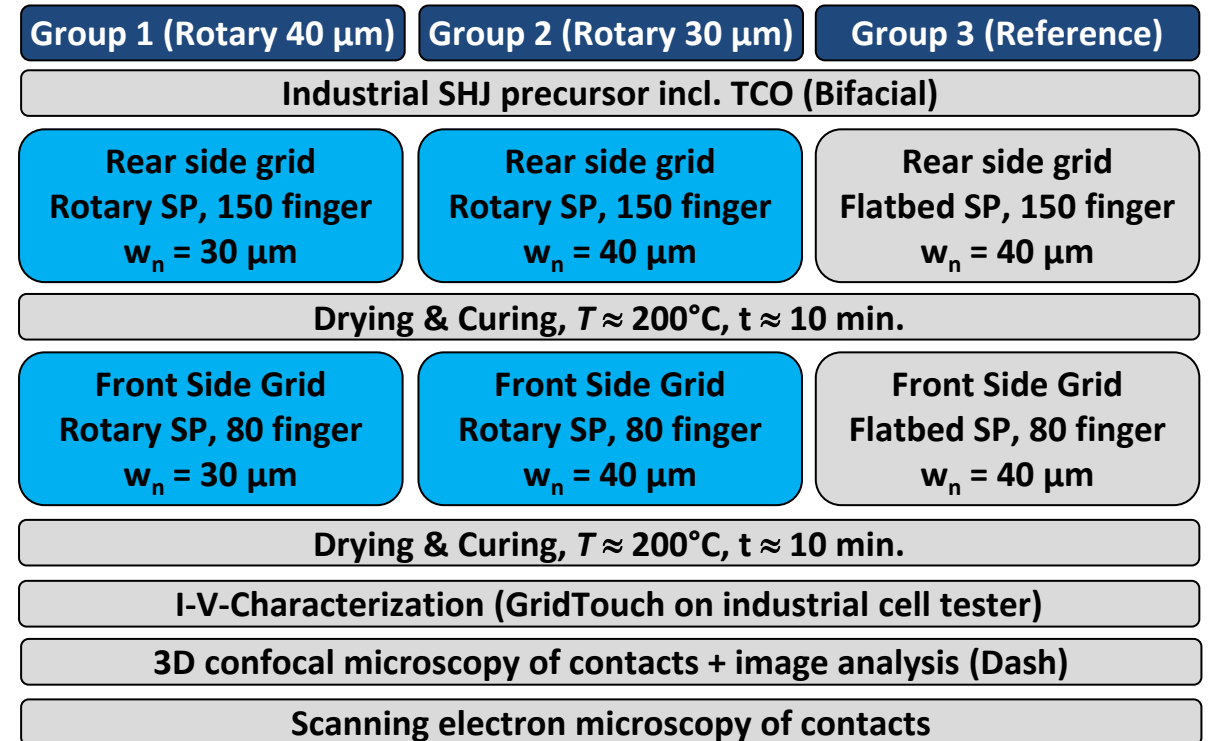 Group 1 (Rotary 40 µm) Group 2 (Rotary 30 µm) Group 3 (Reference)
Industrial SHJ precursor incl. TCO (Bifacial)
Rear side grid
Rotary SP, 150 finger
wn = 30 µm
Rear side grid
Rotary SP, 150 finger
wn = 40 µm
Rear side grid
Flatbed SP, 150 finger
wn = 40 µm
Drying & Curing, T ≈ 200°C, t ≈ 10 min.
Front Side Grid
Rotary SP, 80 finger
wn = 30 µm
Front Side Grid
Rotary SP, 80 finger
wn = 40 µm
Front Side Grid
Flatbed SP, 80 finger
wn = 40 µm
Drying & Curing, T ≈ 200°C, t ≈ 10 min.
I-V-Characterization (GridTouch on industrial cell tester)
3D confocal microscopy of contacts + image analysis (Dash)
Scanning electron microscopy of contacts